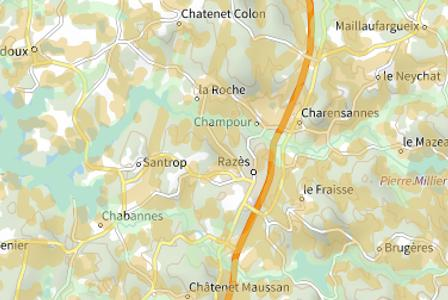 Chatenet Colon
Maillaufargueix
doux
le Neychat
la Roche
Charensannes
Champour
le Mazea
Santrop
Razès
Pierre Millier
le Fraisse
Chabannes
enier
Brugères
Châtenet Maussan